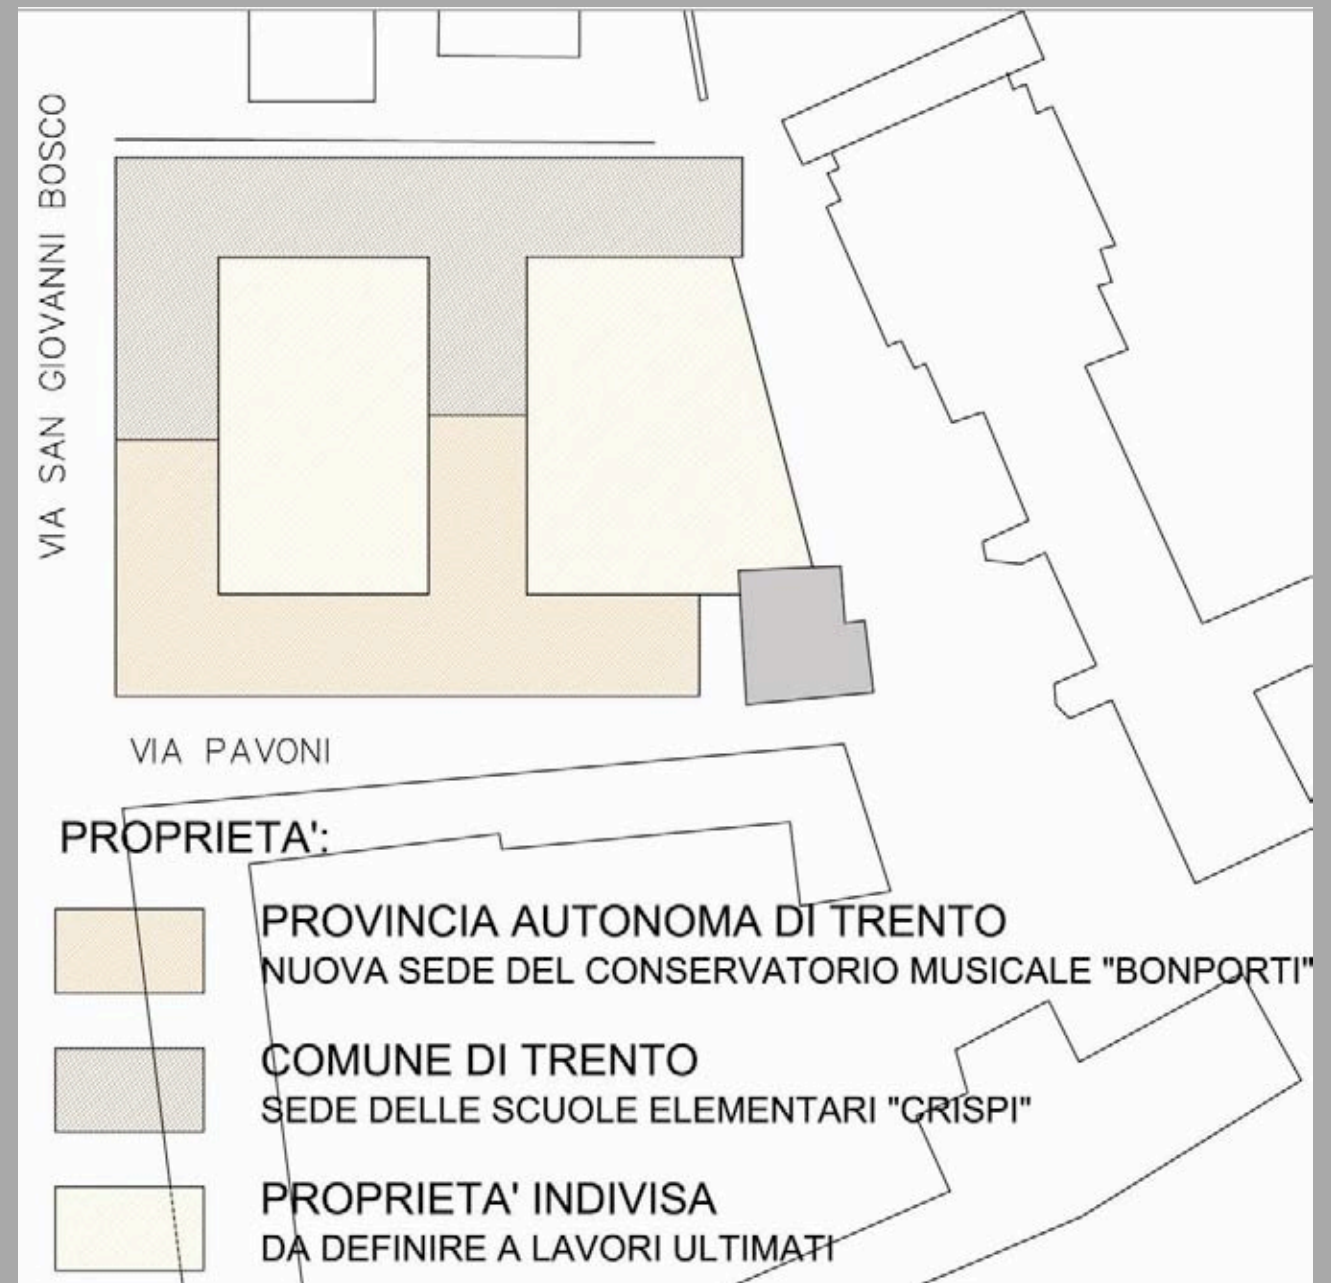 VIA SAN GIOVANNI BOSCO
VIA PAVONI
PROPRIETA':
PROVINCIA AUTONOMA DI TRENTO
NUOVA SEDE DEL CONSERVATORIO MUSICALE "BONPORTI"
COMUNE DI TRENTO
SEDE DELLE SCUOLE ELEMENTARI "CRISPI"
PROPRIETA' INDIVISA
DA DEFINIRE A LAVORI ULTIMATI